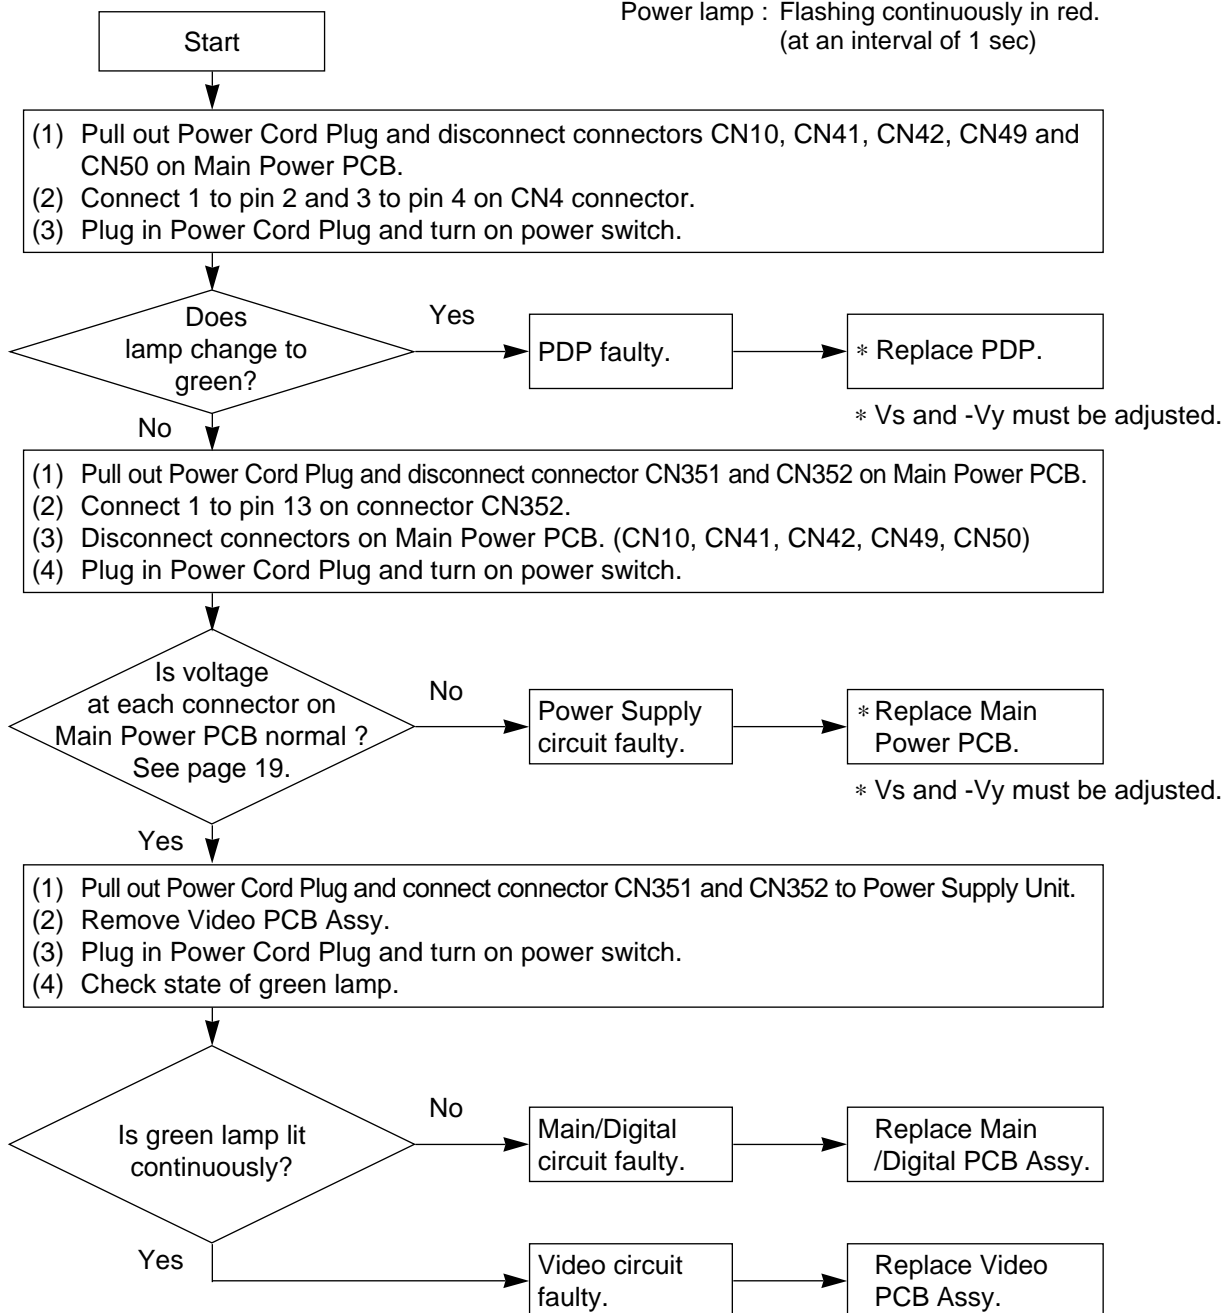 Power lamp : Flashing continuously in red.
(at an interval of 1 sec)
Start
(1) Pull out Power Cord Plug and disconnect connectors CN10, CN41, CN42, CN49 and
CN50 on Main Power PCB.
(2) Connect 1 to pin 2 and 3 to pin 4 on CN4 connector.
(3) Plug in Power Cord Plug and turn on power switch.
Does
lamp change to
green?
Yes
PDP faulty.
* Replace PDP.
* Vs and -Vy must be adjusted.
No
(1) Pull out Power Cord Plug and disconnect connector CN351 and CN352 on Main Power PCB.
(2) Connect 1 to pin 13 on connector CN352.
(3) Disconnect connectors on Main Power PCB. (CN10, CN41, CN42, CN49, CN50)
(4) Plug in Power Cord Plug and turn on power switch.
Is voltage
at each connector on
Main Power PCB normal ?
See page 19.
No
Power Supply
circuit faulty.
* Replace Main
Power PCB.
* Vs and -Vy must be adjusted.
Yes
(1) Pull out Power Cord Plug and connect connector CN351 and CN352 to Power Supply Unit.
(2) Remove Video PCB Assy.
(3) Plug in Power Cord Plug and turn on power switch.
(4) Check state of green lamp.
Is green lamp lit
continuously?
No
Main/Digital
circuit faulty.
Replace Main
/Digital PCB Assy.
Yes
Video circuit
faulty.
Replace Video
PCB Assy.